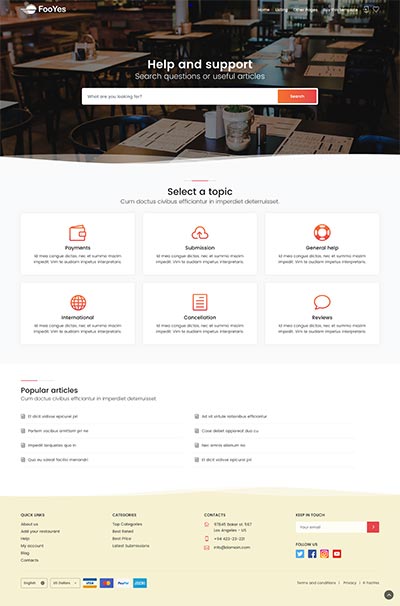 FooYes
Home Listing Other Pages Buy this template
Help and support
Search questions or useful articles
What are you looking for?
Search
Select a topic
Cum doctus civibus efficiantur in imperdiet deterruisset.
Payments
Submission
General help
Id mea congue dictas, nec et summo mazim
Id mea congue dictas, nec et summo mazim
Id mea congue dictas, nec et summo mazim
impedit. Vim te audiam impetus interpretaris.
impedit. Vim te audiam impetus interpretaris.
impedit. Vim te audiam impetus interpretaris.
International
Cancellation
Reviews
Id mea congue dictas, nec et summo mazim
Id mea congue dictas, nec et summo mazim
Id mea congue dictas, nec et summo mazim
impedit. Vim te audiam impetus interpretaris.
impedit. Vim te audiam impetus interpretaris.
impedit. Vim te audiam impetus interpretaris.
Popular articles
Cum doctus civibus efficiantur in imperdiet deterruisset.
Et dicit vidisse epicurei pri
Ad sit virtute rationibus efficiantur
Partem vocibus omittam pri ne
Case debet appareat duo cu
Impedit torquatos quo in
Nec omnis alienum no
Quo eu soleat facilisi menandri
Et dicit vidisse epicurei pri
QUICK LINKS
CATEGORIES
CONTACTS
KEEP IN TOUCH
About us
Add your restaurant
Help
My account
Blog
Contacts
Top Categories
Best Rated
Best Price
Latest Submissions
97845 Baker st. 567
Los Angeles - US
+94 423-23-221
info@domain.com
Your email
FOLLOW US
English
US Dollars
VISA
PayPal
Terms and conditions
Privacy
© FooYes